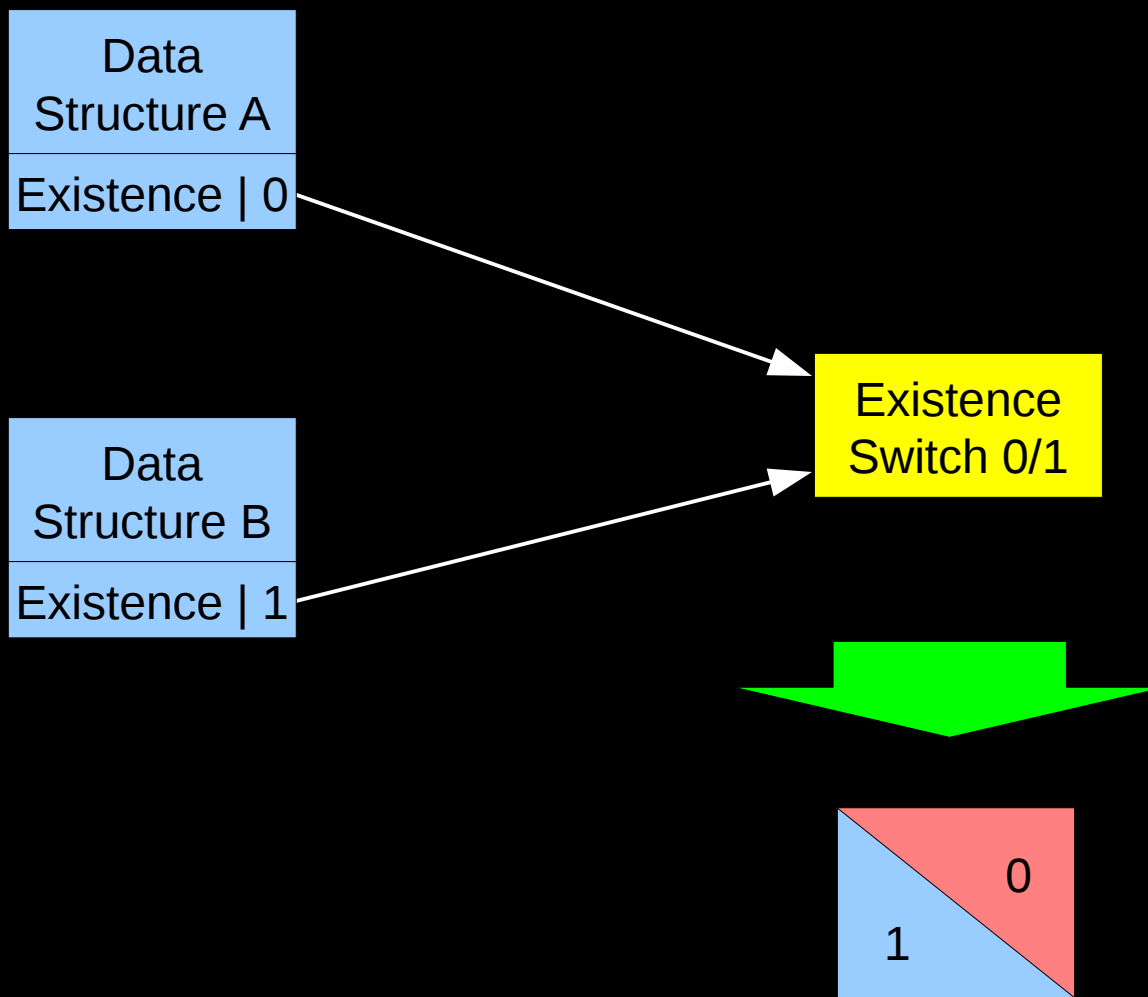 Data
Structure A
Existence | 0
Existence
Switch 0/1
Data
Structure B
Existence | 1
0
1